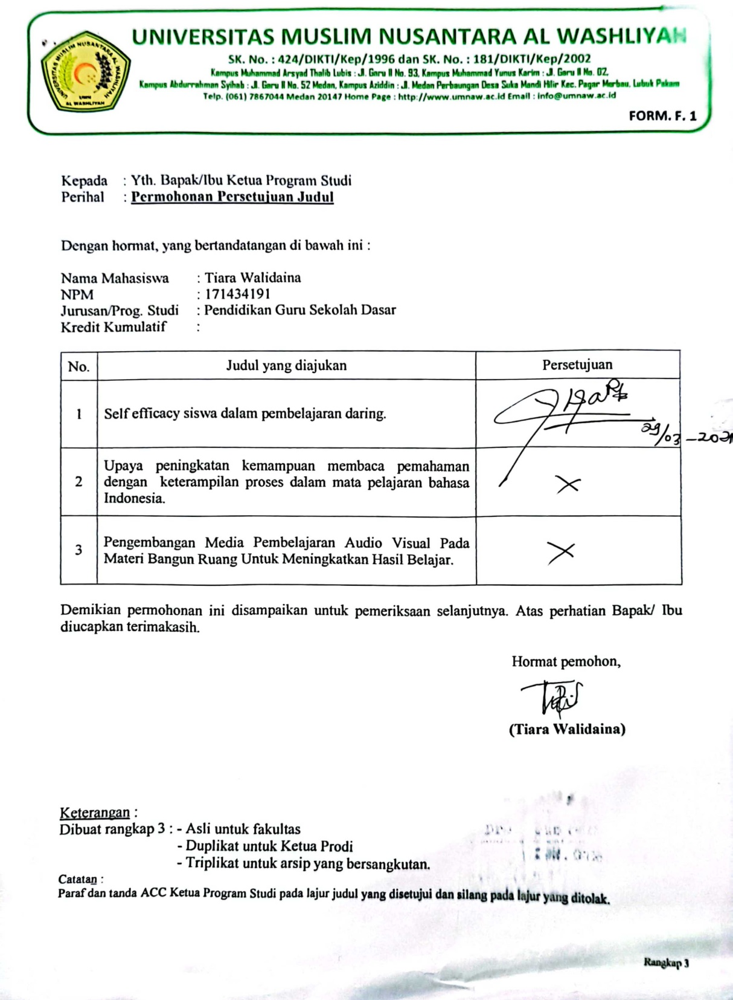 UNIVERSITAS MUSLIM NUSANTARA AL WASHLIYAH
SK. No. : 424/DIKTI/Kep/1996 dan SK. No. : 181/DIKTI/Kep/2002
Kampus Muhammad Arsyad Thalib Lubis : Jl. Garu II No. 93, Kampus Muhammad Yunus Karim : Jl. Garu II No. 02,
Kampus Abdurrahman Syihab : Jl. Garu II No. 52 Medan, Kampus Aziddin : Jl. Medan Perbaungan Desa Suka Mandi Hilir Kec. Pagar Merbau, Lubuk Pakam
Telp. (061) 7867044 Medan 20147 Home Page : http://www.umnaw.ac.id Email : info@umnaw.ac.id
UNIVERSITAS MUSLIM NUSANTARA AL WASHLIYAH
UMN
AL WASHLIYAH
FORM. F. 1
Kepada : Yth. Bapak/Ibu Ketua Program Studi
Perihal : Permohonan Persetujuan Judul
Dengan hormat, yang bertandatangan di bawah ini :
Nama Mahasiswa : Tiara Walidaina
NPM : 171434191
Jurusan/Prog. Studi : Pendidikan Guru Sekolah Dasar
Kredit Kumulatif :
No. Judul yang diajukan Persetujuan
1 Self efficacy siswa dalam pembelajaran daring.
29/03-2021
2 Upaya peningkatan kemampuan membaca pemahaman
dengan keterampilan proses dalam mata pelajaran bahasa
Indonesia.
3 Pengembangan Media Pembelajaran Audio Visual Pada
Materi Bangun Ruang Untuk Meningkatkan Hasil Belajar.
Demikian permohonan ini disampaikan untuk pemeriksaan selanjutnya. Atas perhatian Bapak/ Ibu
diucapkan terimakasih.
Hormat pemohon,
(Tiara Walidaina)
Keterangan :
Dibuat rangkap 3 : - Asli untuk fakultas
- Duplikat untuk Ketua Prodi
- Triplikat untuk arsip yang bersangkutan.
Catatan :
Paraf dan tanda ACC Ketua Program Studi pada lajur judul yang disetujui dan silang pada lajur yang ditolak.
Rangkap 3